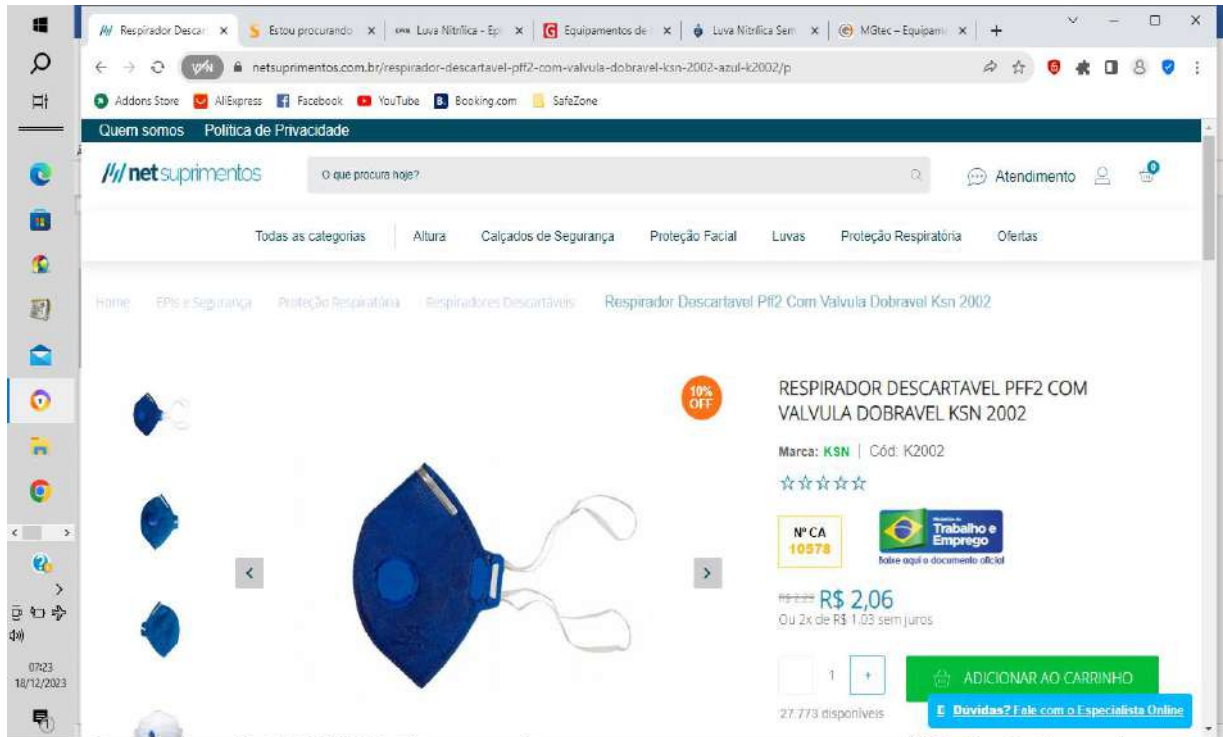 Respirador Descar
Estou procurando
Luva Nitrílica - Epi
Equipamentos de
Luva Nitrílica Sem
MGtec – Equipam
VPN
netsuprimentos.com.br/respirador-descartavel-pff2-com-valvula-dobravel-ksn-2002-azul-k2002/p
Addons Store
AliExpress
Facebook
YouTube
Booking.com
SafeZone
Quem somos
Política de Privacidade
net suprimentos
O que procura hoje?
Atendimento
0
Todas as categorias
Altura
Calçados de Segurança
Proteção Facial
Luvas
Proteção Respiratória
Ofertas
Home
EPIs e Segurança
Proteção Respiratória
Respiradores Descartáveis
Respirador Descartavel Pff2 Com Valvula Dobravel Ksn 2002
10%
OFF
RESPIRADOR DESCARTAVEL PFF2 COM
VALVULA DOBRAVEL KSN 2002
Marca: KSN | Cód: K2002
Nº CA
10578
Trabalho e
Emprego
Baixe aqui o documento oficial
R$ 2,06
Ou 2x de R$ 1,03 sem juros
1
+
ADICIONAR AO CARRINHO
27.773 disponíveis
Dúvidas? Fale com o Especialista Online
07:23
18/12/2023